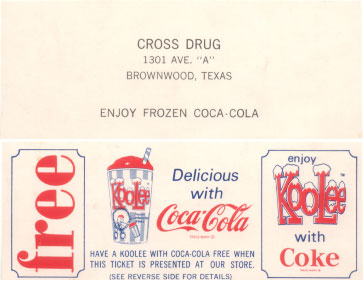 CROSS DRUG
1301 AVE. "A"
BROWNWOOD, TEXAS
ENJOY FROZEN COCA-COLA
free
KooLee
Delicious
with
Coca-Cola
HAVE A KOOLEE WITH COCA-COLA FREE WHEN
THIS TICKET IS PRESENTED AT OUR STORE.
(SEE REVERSE SIDE FOR DETAILS)
enjoy
KooLee
with
Coke